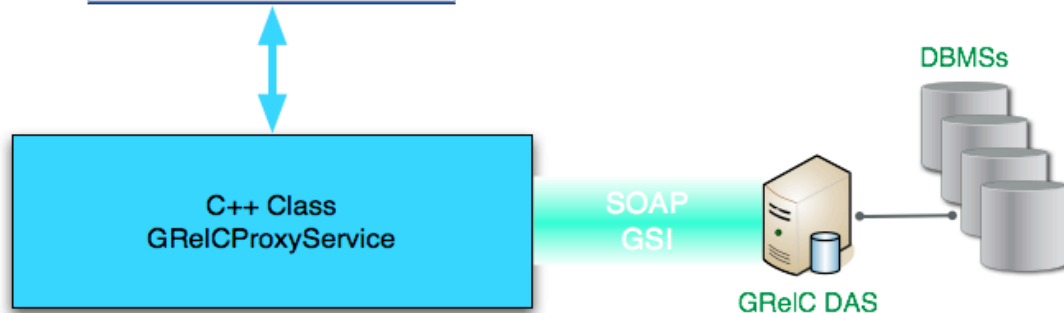 DBMSs
C++ Class
GRelCProxyService
SOAP
GSI
GRelC DAS